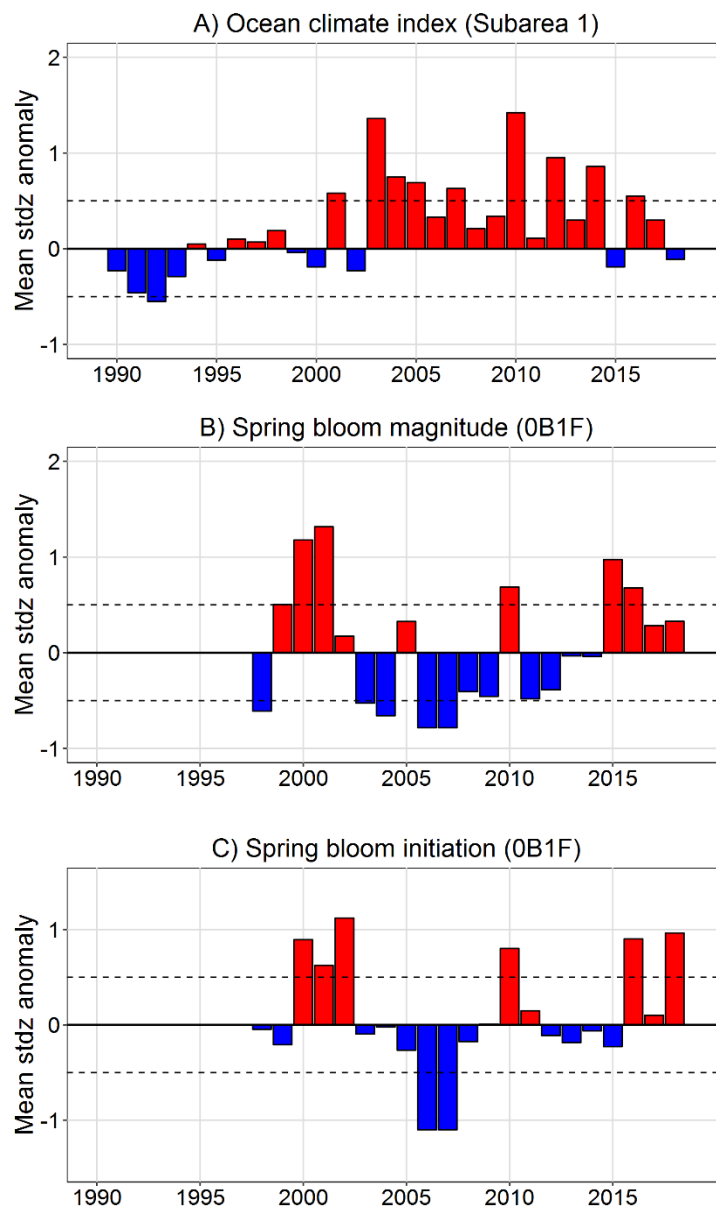 A) Ocean climate index (Subarea 1)
Mean stdz anomaly
2
1
0
-1
1990 1995 2000 2005 2010 2015
B) Spring bloom magnitude (0B1F)
Mean stdz anomaly
2
1
0
-1
1990 1995 2000 2005 2010 2015
C) Spring bloom initiation (0B1F)
Mean stdz anomaly
1
0
-1
1990 1995 2000 2005 2010 2015